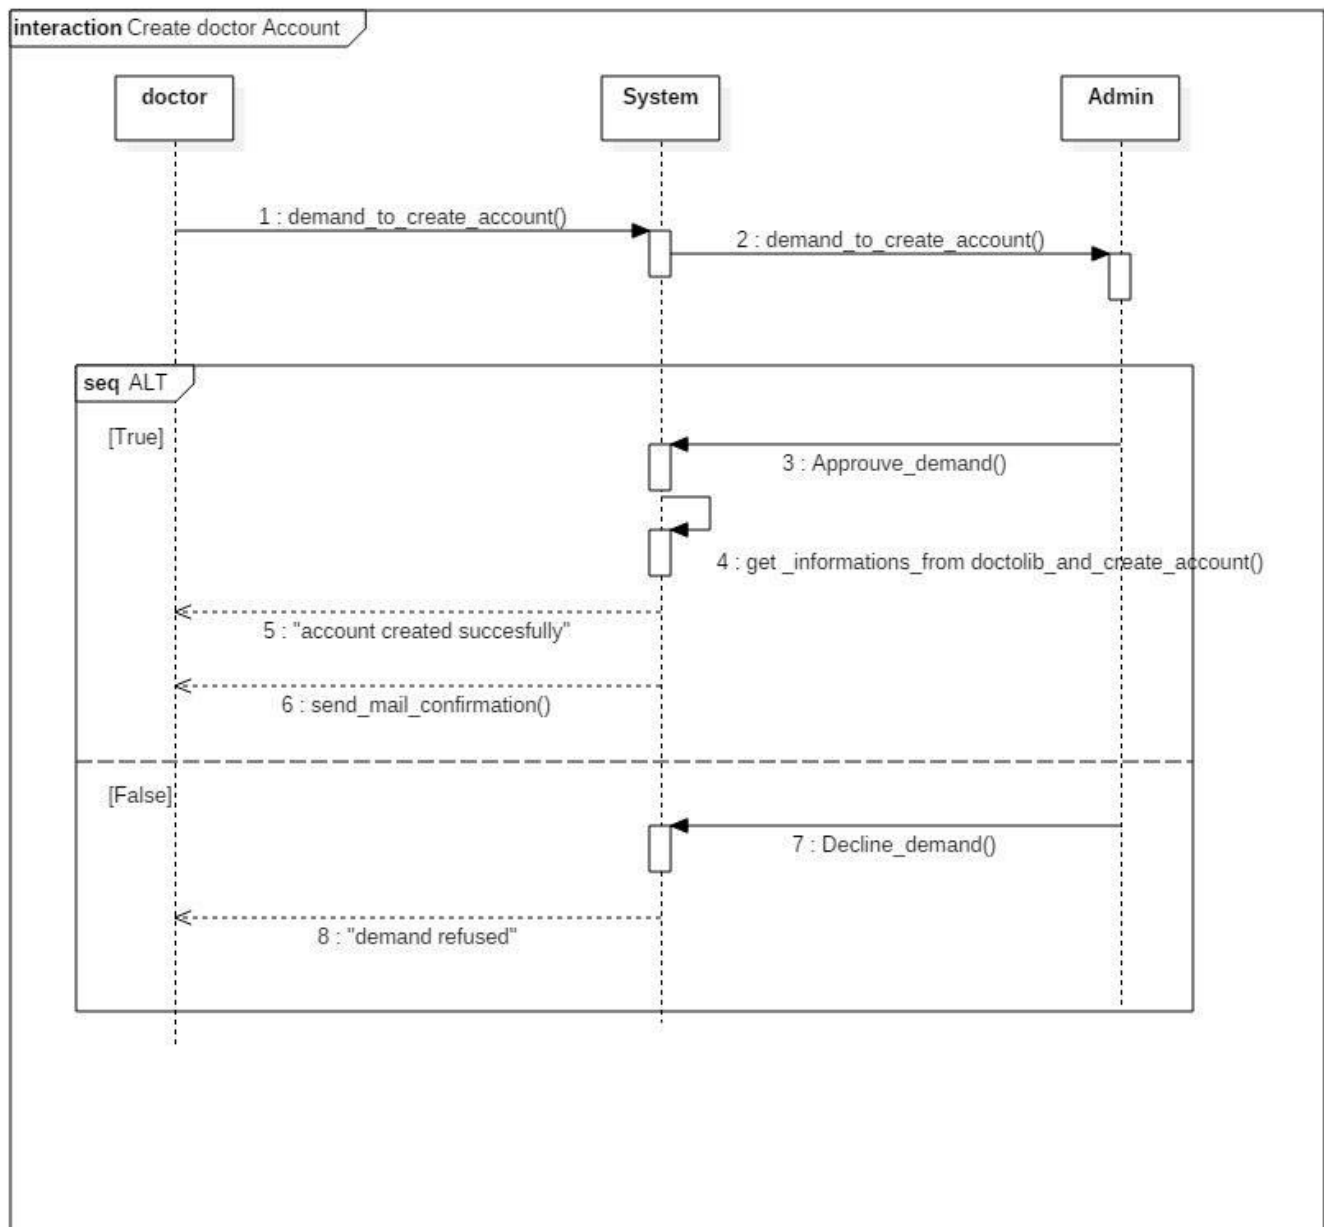 interaction Create doctor Account
doctor
System
Admin
1 : demand_to_create_account()
2 : demand_to_create_account()
seq ALT
[True]
3 : Approuve_demand()
4 : get _informations_from doctolib_and_create_account()
5 : "account created succesfully"
6 : send_mail_confirmation()
[False]
7 : Decline_demand()
8 : "demand refused"